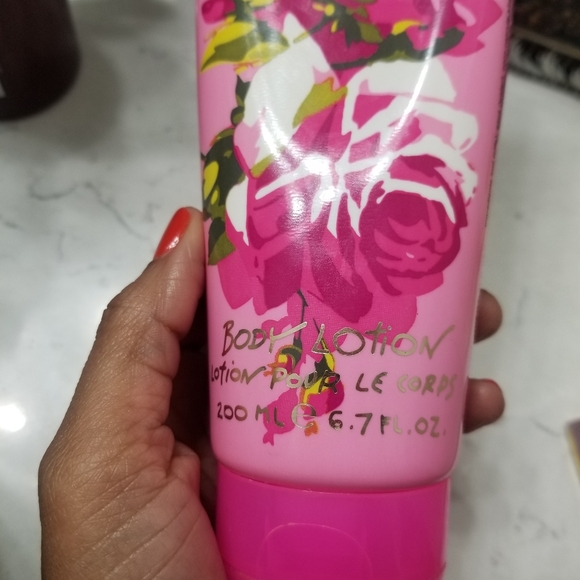 BODY LOTION
LOTION POUR LE CORPS
200 ML e 6.7 FL.OZ.